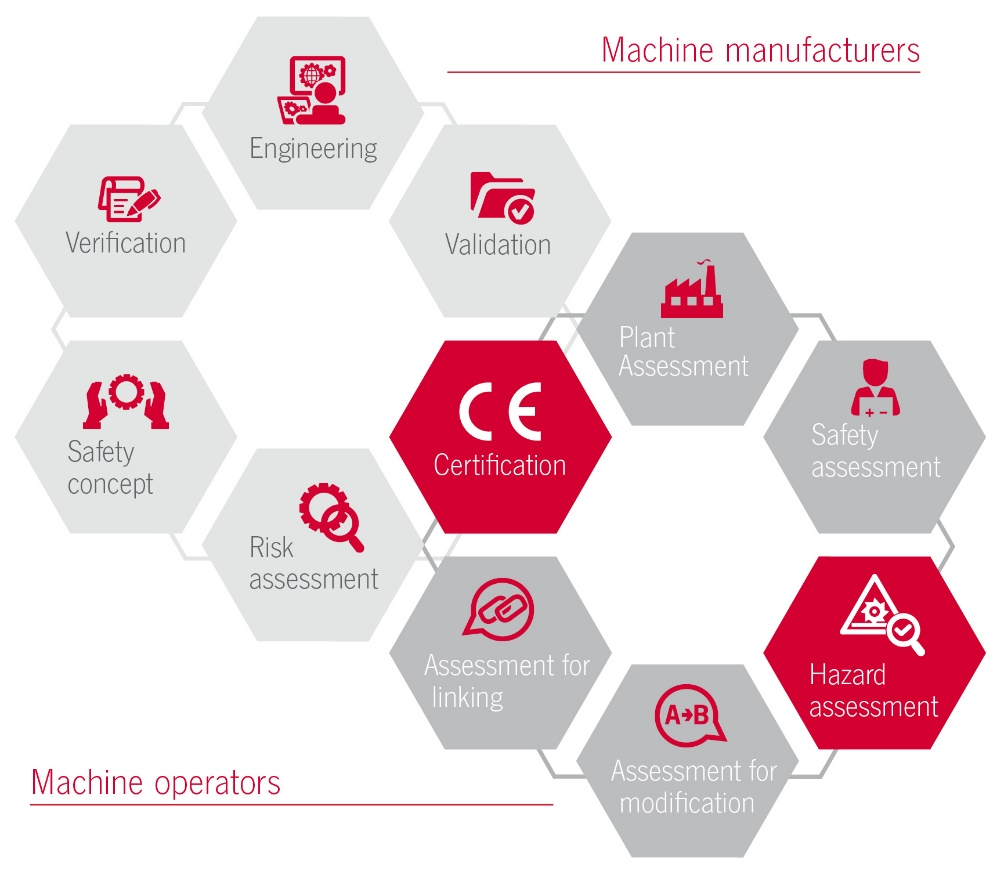 Machine manufacturers
Engineering
Verification
Validation
Plant
Assessment
Safety
concept
CE
Certification
Safety
assessment
Risk
assessment
Assessment for
linking
Hazard
assessment
A→B
Assessment for
modification
Machine operators